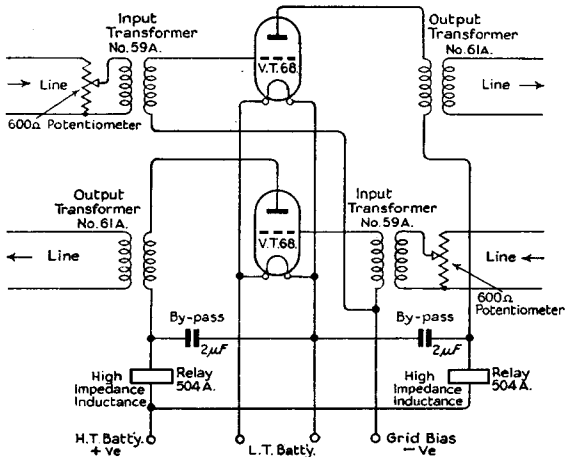 Input
Transformer
No.59A.
Output
Transformer
No.61A.
V.T.68.
Line
Line
600Ω Potentiometer
Output
Transformer
No.61A.
Input
Transformer
No.59A.
V.T.68.
Line
Line
600Ω
Potentiometer
By-pass
2μF
By-pass
2μF
High
Impedance
Inductance
Relay
504A.
High
Impedance
Inductance
Relay
504A.
H.T. Batty.
+ve
L.T. Batty.
Grid Bias
-Ve